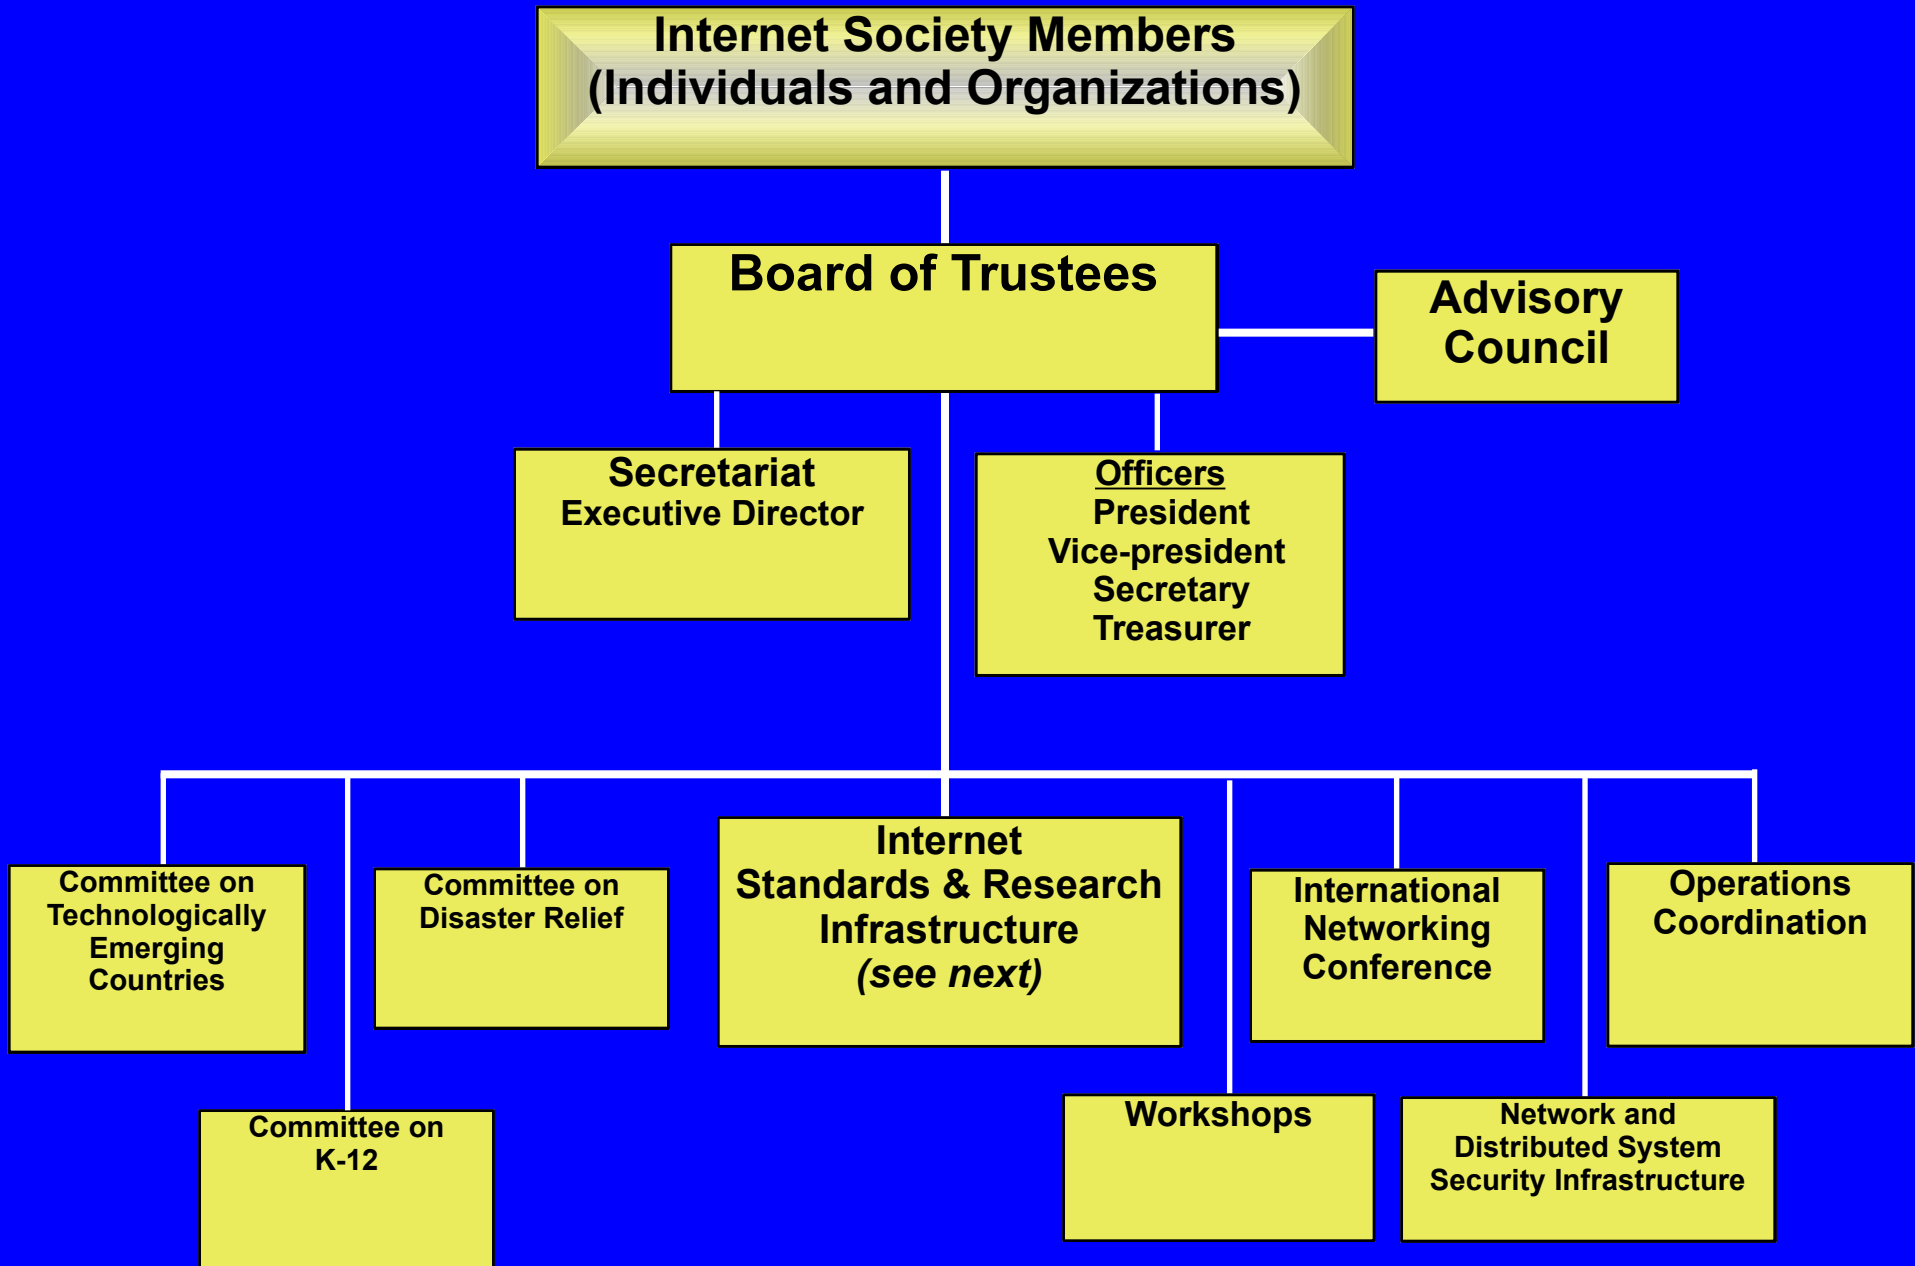 Internet Society Members
(Individuals and Organizations)
Board of Trustees
Advisory
Council
Secretariat
Executive Director
Officers
President
Vice-president
Secretary
Treasurer
Committee on
Technologically
Emerging
Countries
Committee on
Disaster Relief
Internet
Standards & Research
Infrastructure
(see next)
International
Networking
Conference
Operations
Coordination
Committee on
K-12
Workshops
Network and
Distributed System
Security Infrastructure